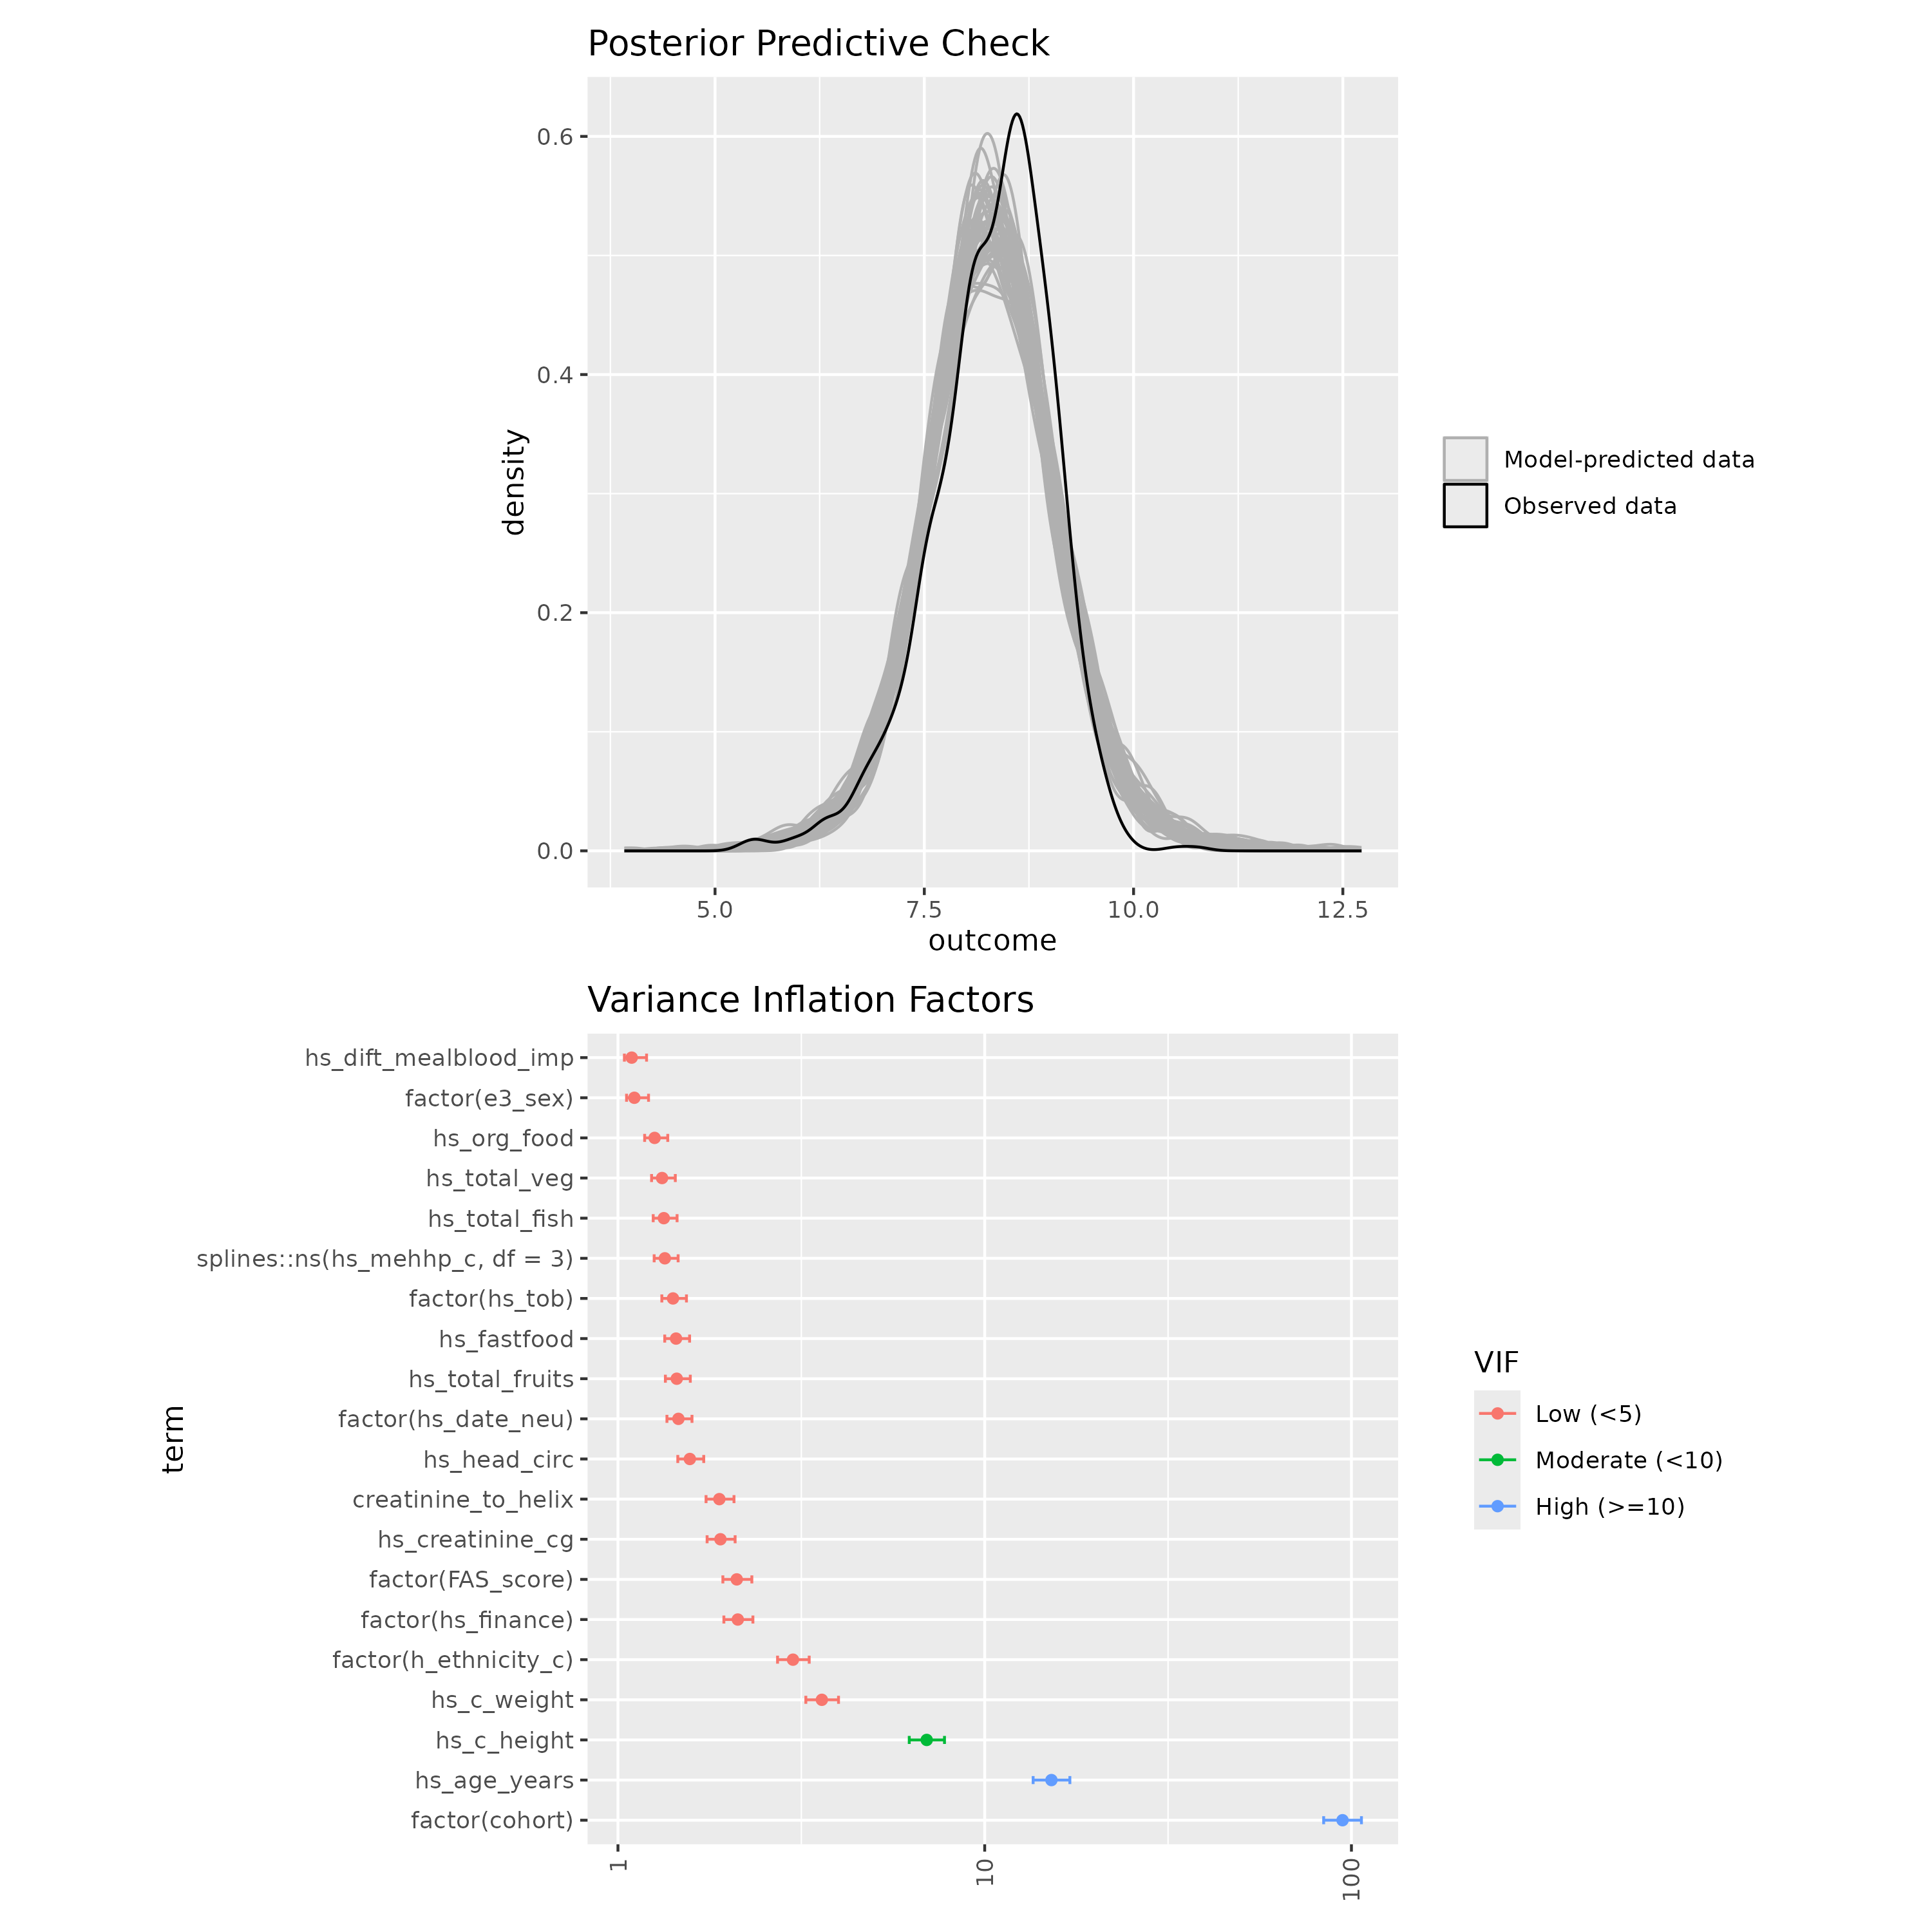 Posterior Predictive Check
density
0.6
0.4
0.2
0.0
5.0 7.5 10.0 12.5
outcome
Model-predicted data
Observed data
Variance Inflation Factors
term
hs_dift_mealblood_imp
factor(e3_sex)
hs_org_food
hs_total_veg
hs_total_fish
splines::ns(hs_mehhp_c, df = 3)
factor(hs_tob)
hs_fastfood
hs_total_fruits
factor(hs_date_neu)
hs_head_circ
creatinine_to_helix
hs_creatinine_cg
factor(FAS_score)
factor(hs_finance)
factor(h_ethnicity_c)
hs_c_weight
hs_c_height
hs_age_years
factor(cohort)
1 10 100
VIF
Low (<5)
Moderate (<10)
High (>=10)